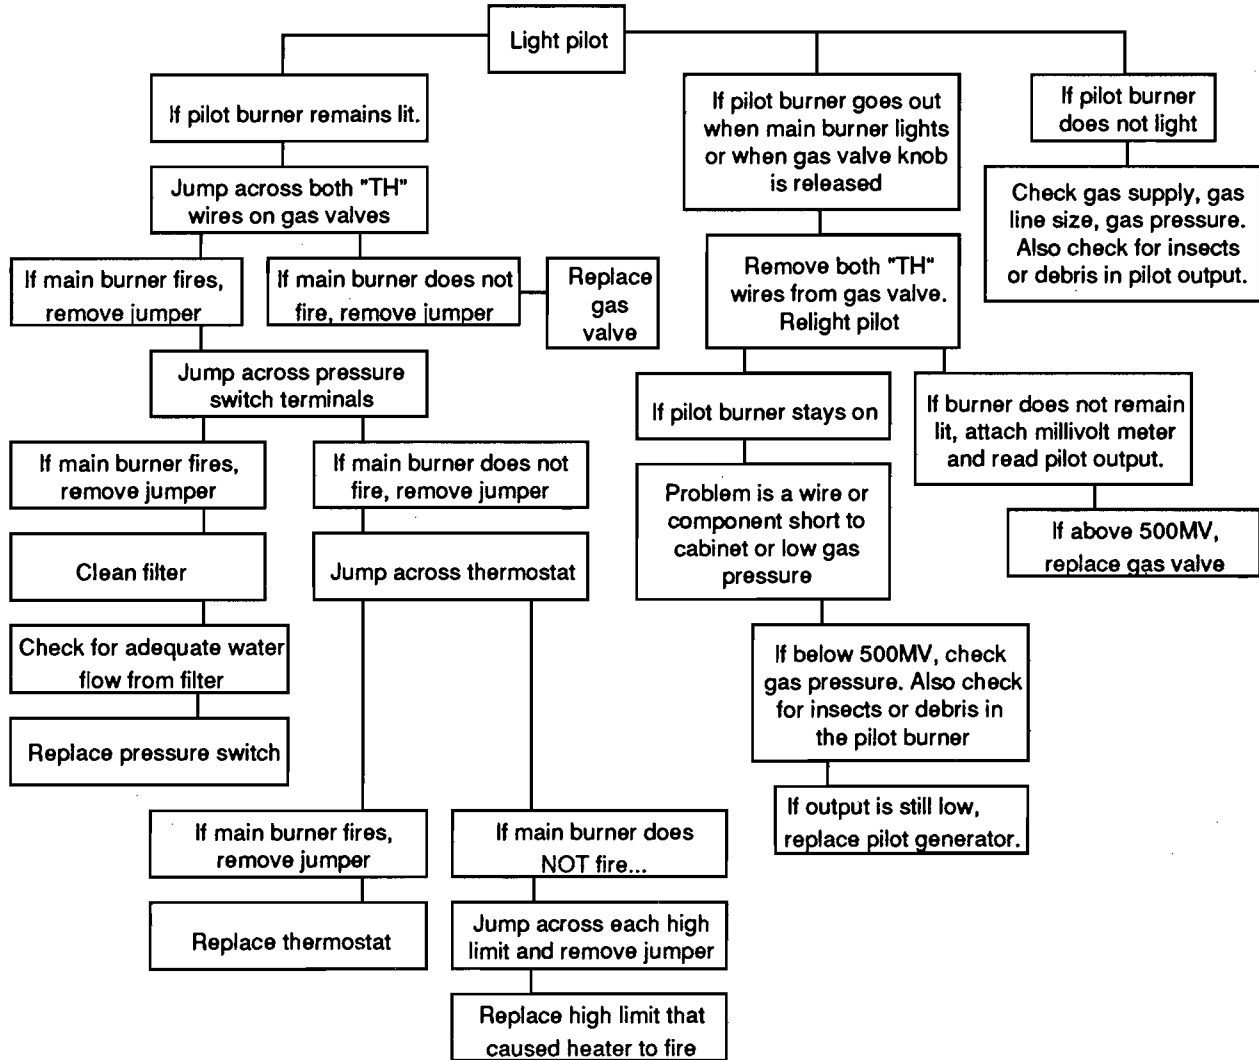 Light pilot
If pilot burner remains lit.
Jump across both "TH"
wires on gas valves
If main burner fires,
remove jumper
If main burner does not
fire, remove jumper
Replace
gas
valve
Jump across pressure
switch terminals
If main burner fires,
remove jumper
If main burner does not
fire, remove jumper
Clean filter
Jump across thermostat
Check for adequate water
flow from filter
Replace pressure switch
If main burner fires,
remove jumper
Replace thermostat
If main burner does
NOT fire...
Jump across each high
limit and remove jumper
Replace high limit that
caused heater to fire
If pilot burner goes out
when main burner lights
or when gas valve knob
is released
Remove both "TH"
wires from gas valve.
Relight pilot
If pilot burner stays on
Problem is a wire or
component short to
cabinet or low gas
pressure
If below 500MV, check
gas pressure. Also check
for insects or debris in
the pilot burner
If output is still low,
replace pilot generator.
If burner does not remain
lit, attach millivolt meter
and read pilot output.
If above 500MV,
replace gas valve
If pilot burner
does not light
Check gas supply, gas
line size, gas pressure.
Also check for insects
or debris in pilot output.